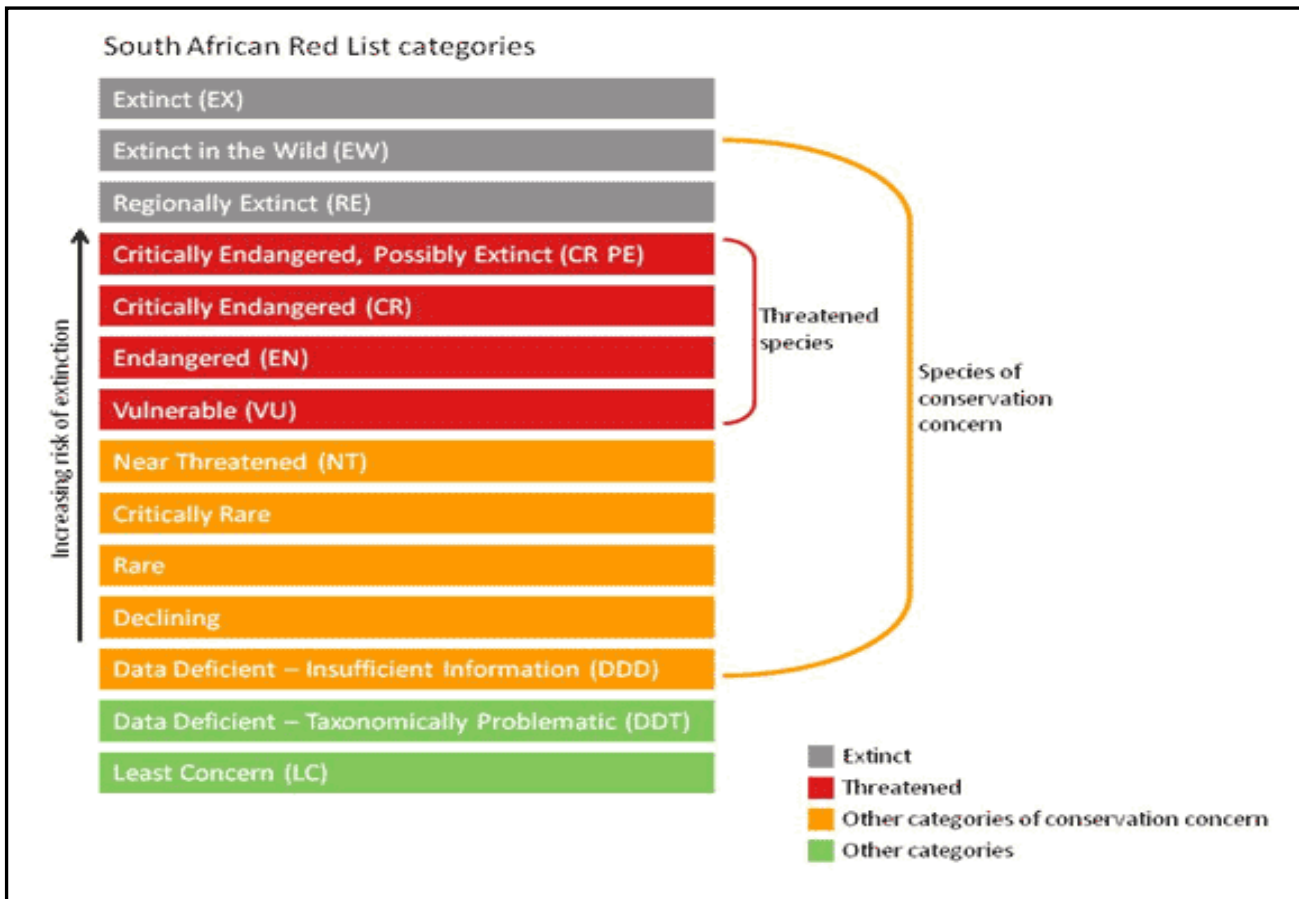 South African Red List categories
Extinct (EX)
Extinct in the Wild (EW)
Regionally Extinct (RE)
Critically Endangered, Possibly Extinct (CR PE)
Critically Endangered (CR)
Endangered (EN)
Vulnerable (VU)
Near Threatened (NT)
Critically Rare
Rare
Declining
Data Deficient – Insufficient Information (DDD)
Data Deficient – Taxonomically Problematic (DDT)
Least Concern (LC)
Increasing risk of extinction
Threatened
species
Species of
conservation
concern
Extinct
Threatened
Other categories of conservation concern
Other categories